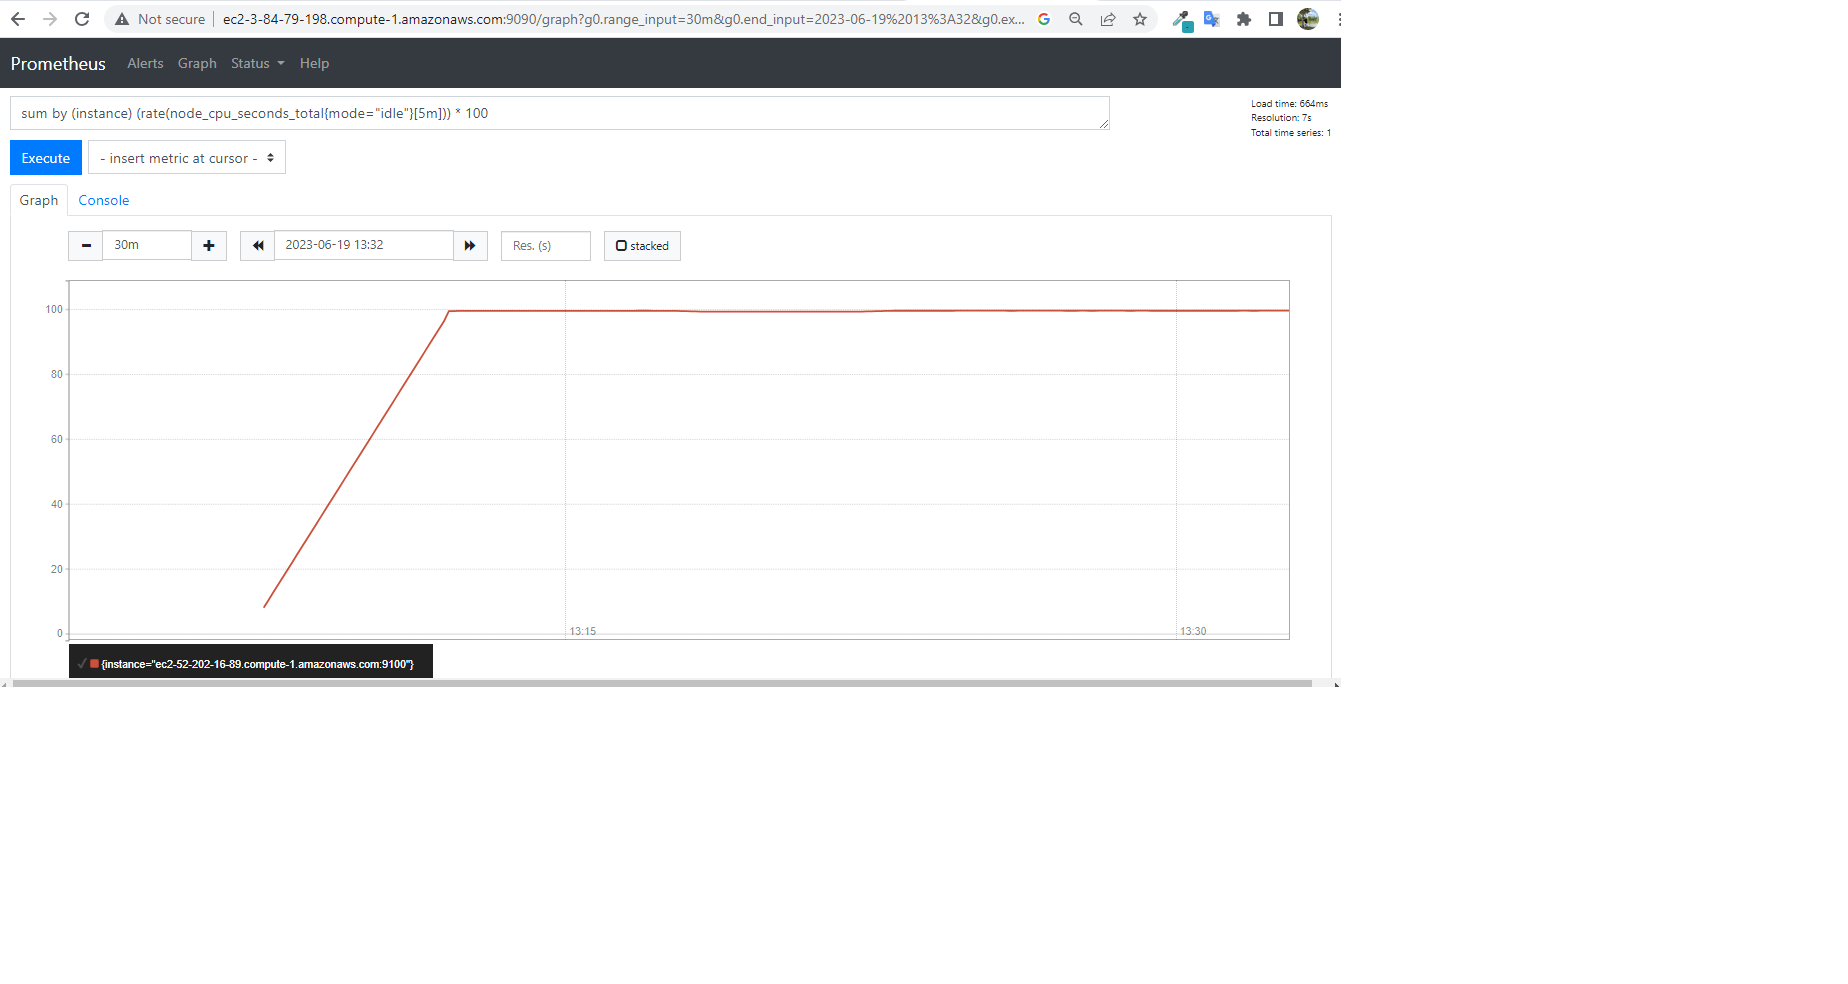 Not secure ec2-3-84-79-198.compute-1.amazonaws.com:9090/graph?g0.range_input=30m&g0.end_input=2023-06-19%2013%3A32&g0.ex...
Prometheus Alerts Graph Status Help
sum by (instance) (rate(node_cpu_seconds_total{mode="idle"}[5m])) * 100
Load time: 664ms
Resolution: 7s
Total time series: 1
Execute - insert metric at cursor -
Graph Console
30m 2023-06-19 13:32 Res. (s) stacked
100
80
60
40
20
0
13:15 13:30
{instance="ec2-52-202-16-89.compute-1.amazonaws.com:9100"}